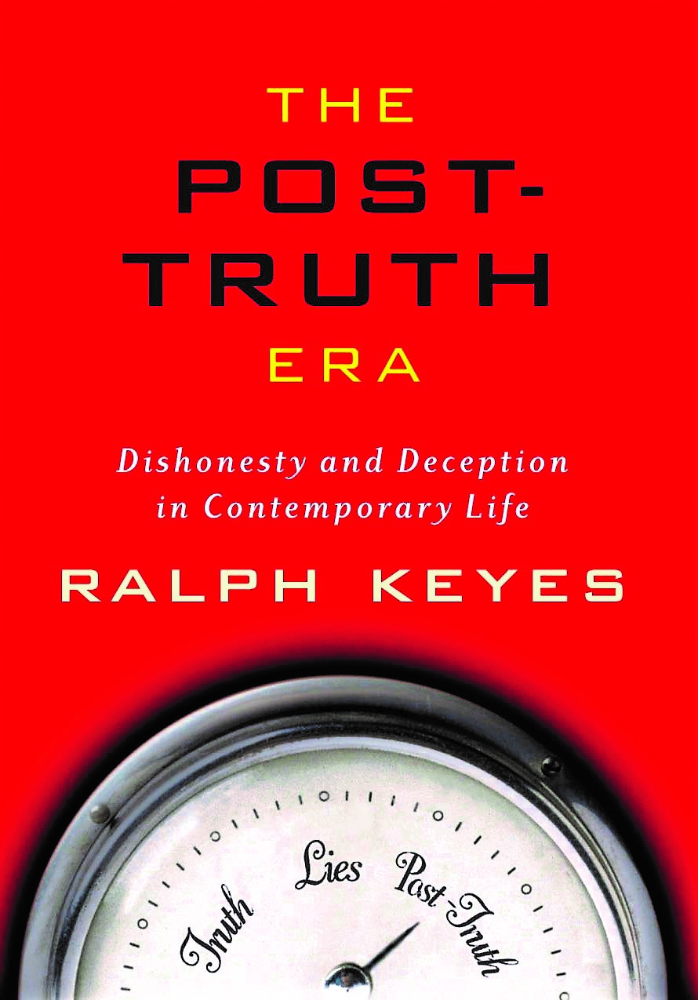 THE
POST-
TRUTH
ERA
Dishonesty and Deception
in Contemporary Life
RALPH KEYES
Truth
Lies
Post-Truth